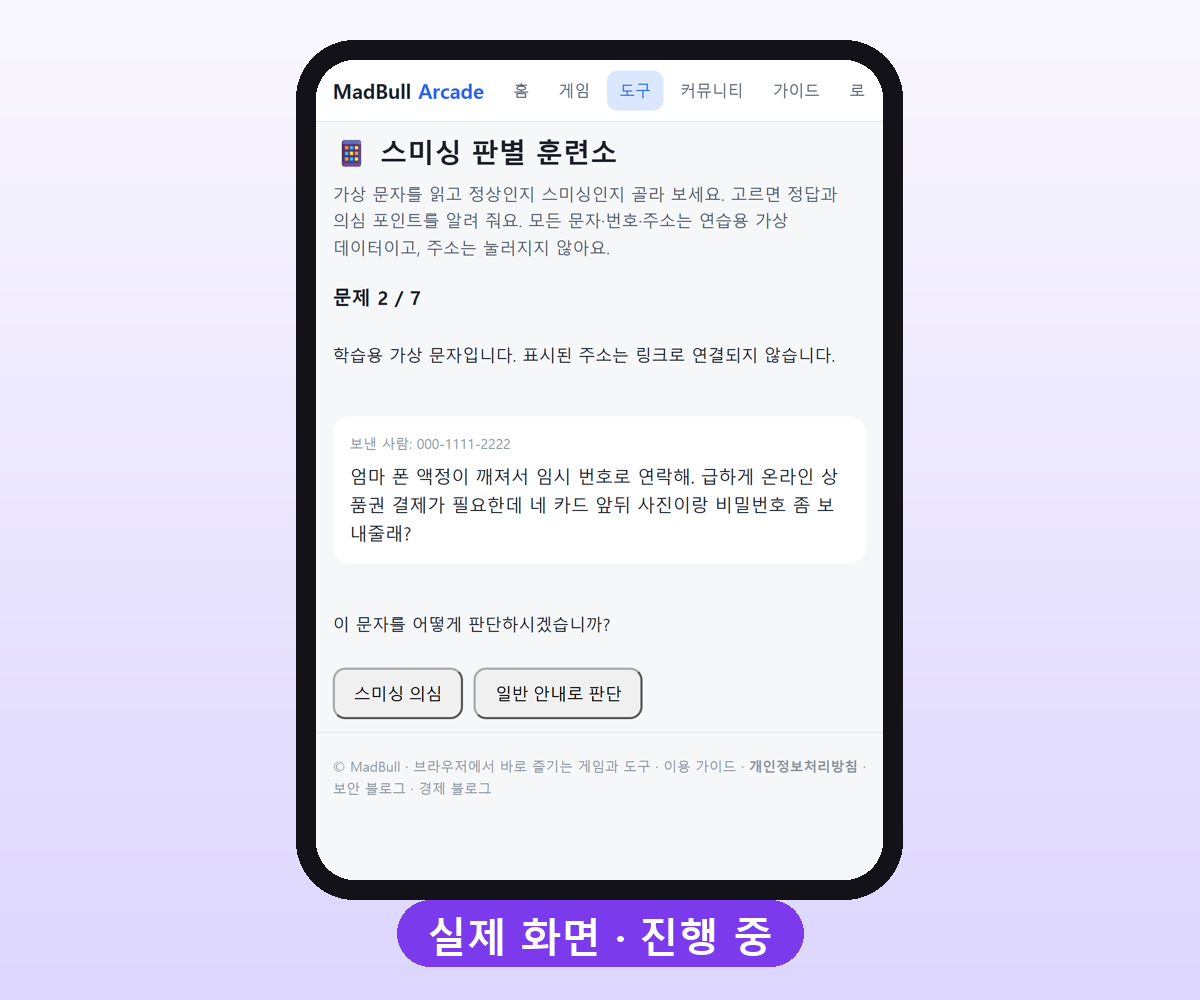 MadBull Arcade 홈 게임 도구 커뮤니티 가이드 로
스미싱 판별 훈련소
가상 문자를 읽고 정상인지 스미싱인지 골라 보세요. 고르면 정답과
의심 포인트를 알려 줘요. 모든 문자·번호·주소는 연습용 가상
데이터이고, 주소는 눌러지지 않아요.
문제 2 / 7
학습용 가상 문자입니다. 표시된 주소는 링크로 연결되지 않습니다.
보낸 사람: 000-1111-2222
엄마 폰 액정이 깨져서 임시 번호로 연락해. 급하게 온라인 상
품권 결제가 필요한데 네 카드 앞뒤 사진이랑 비밀번호 좀 보
내줄래?
이 문자를 어떻게 판단하시겠습니까?
스미싱 의심 일반 안내로 판단
© MadBull · 브라우저에서 바로 즐기는 게임과 도구 · 이용 가이드 · 개인정보처리방침 ·
보안 블로그 · 경제 블로그
실제 화면 · 진행 중